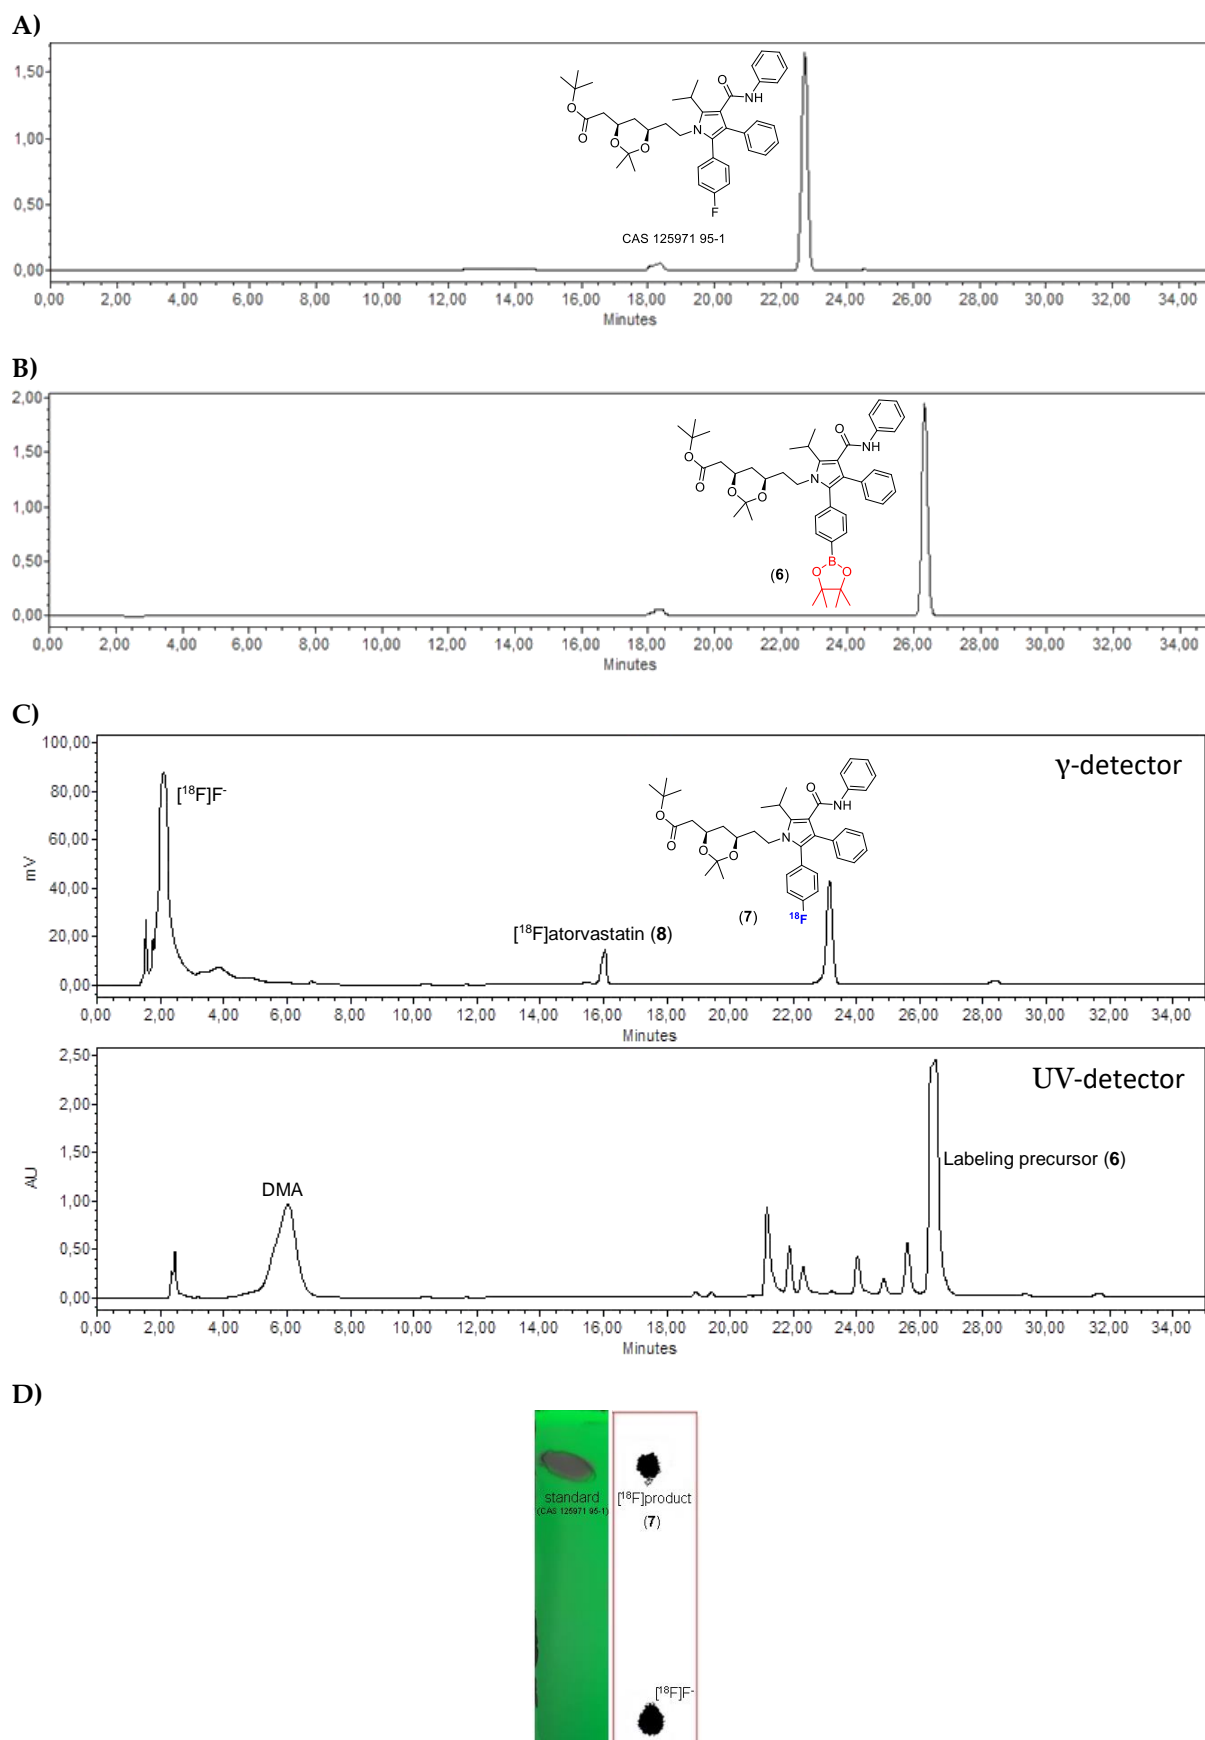 A)
1,50
1,00
0,50
0,00
O
O
O
O
N
O
NH
F
CAS 125971 95-1
0,00 2,00 4,00 6,00 8,00 10,00 12,00 14,00 16,00 18,00 20,00 22,00 24,00 26,00 28,00 30,00 32,00 34,00
Minutes
B)
2,00
1,50
1,00
0,50
0,00
O
O
O
O
N
O
NH
B
O
O
(6)
0,00 2,00 4,00 6,00 8,00 10,00 12,00 14,00 16,00 18,00 20,00 22,00 24,00 26,00 28,00 30,00 32,00 34,00
Minutes
C)
100,00
80,00
60,00
40,00
20,00
0,00
mV
[18F]F-
[18F]atorvastatin (8)
O
O
O
O
N
O
NH
18F
(7)
γ-detector
0,00 2,00 4,00 6,00 8,00 10,00 12,00 14,00 16,00 18,00 20,00 22,00 24,00 26,00 28,00 30,00 32,00 34,00
Minutes
2,50
2,00
1,50
1,00
0,50
0,00
AU
UV-detector
DMA
Labeling precursor (6)
0,00 2,00 4,00 6,00 8,00 10,00 12,00 14,00 16,00 18,00 20,00 22,00 24,00 26,00 28,00 30,00 32,00 34,00
Minutes
D)
standard
(CAS 125971 95-1)
[18F]product
(7)
[18F]F-